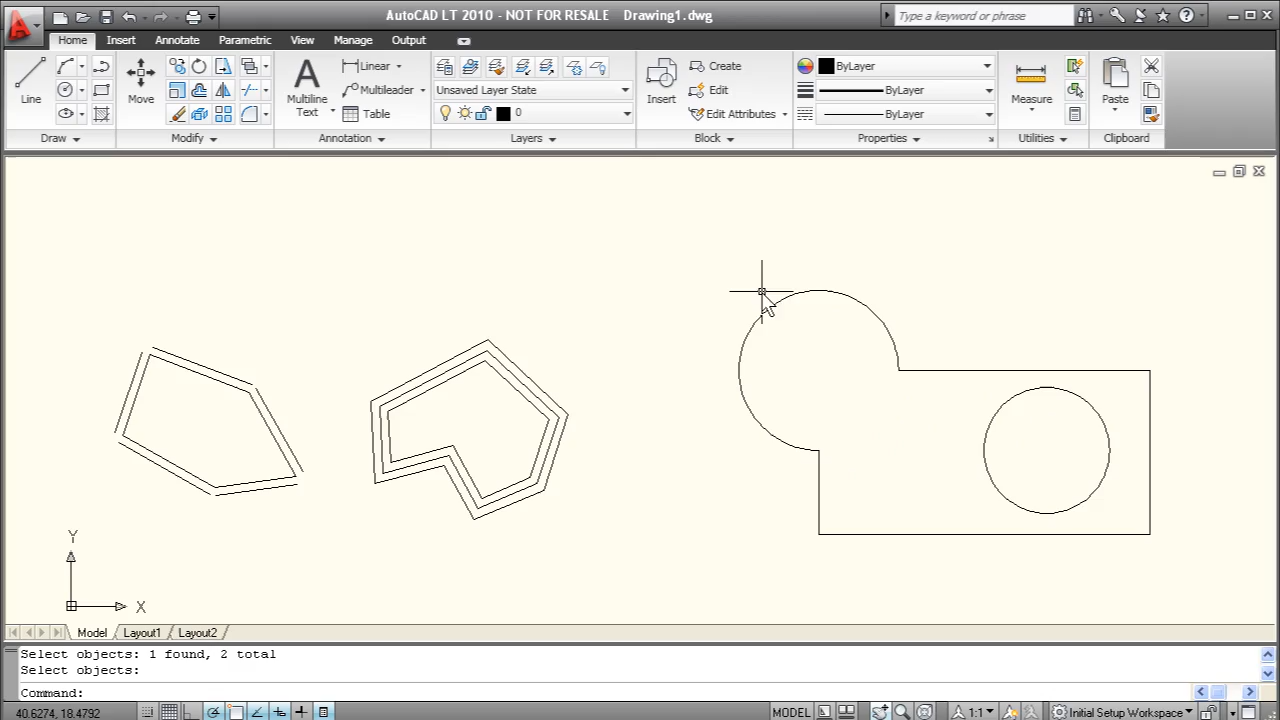 AutoCAD LT 2010 - NOT FOR RESALE Drawing1.dwg
Type a keyword or phrase
Home Insert Annotate Parametric View Manage Output
Line
Move
Multiline
Text
Linear
Multileader
Table
Unsaved Layer State
0
Insert
Create
Edit
Edit Attributes
ByLayer
ByLayer
ByLayer
Measure
Paste
Draw Modify Annotation Layers Block Properties Utilities Clipboard
Y
X
Model Layout1 Layout2
Select objects: 1 found, 2 total
Select objects:
Command:
40.6274, 18.4792 MODEL 1:1 Initial Setup Workspace